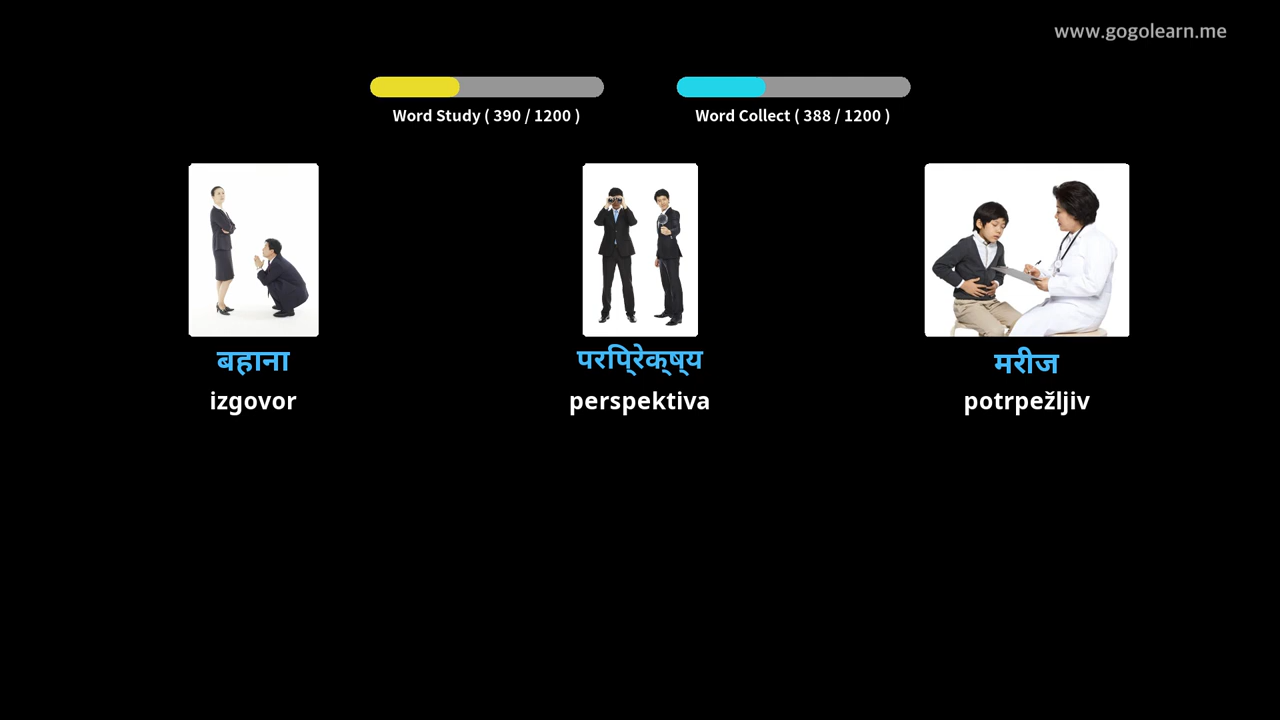 www.gogolearn.me
Word Study ( 390 / 1200 )
Word Collect ( 388 / 1200 )
बहाना
परिप्रेक्ष्य
मरीज
izgovor
perspektiva
potrpežljiv